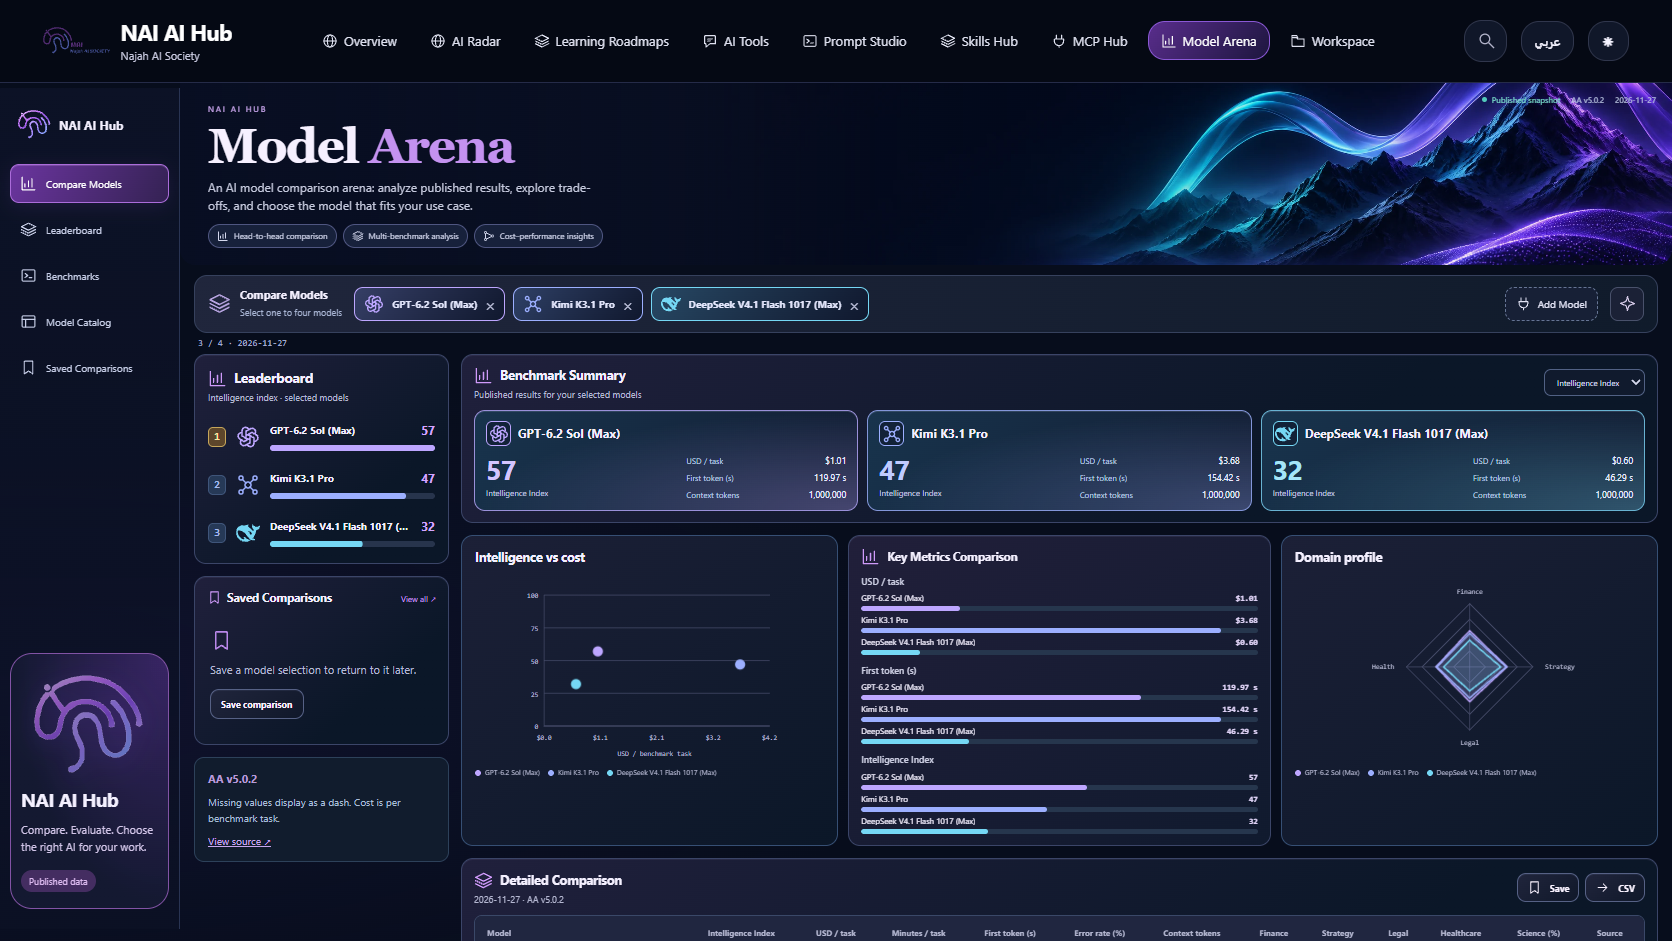 NAI AI Hub
Najah AI Society
Overview
AI Radar
Learning Roadmaps
AI Tools
Prompt Studio
Skills Hub
MCP Hub
Model Arena
Workspace
عربي
NAI AI Hub
Compare Models
Leaderboard
Benchmarks
Model Catalog
Saved Comparisons
NAI AI Hub
Compare. Evaluate. Choose
the right AI for your work.
Published data
NAI AI HUB
Model Arena
An AI model comparison arena: analyze published results, explore trade-
offs, and choose the model that fits your use case.
Head-to-head comparison
Multi-benchmark analysis
Cost-performance insights
Published snapshot AA v5.0.2 2026-11-27
Compare Models
Select one to four models
GPT-6.2 Sol (Max) ×
Kimi K3.1 Pro ×
DeepSeek V4.1 Flash 1017 (Max) ×
Add Model
3 / 4 · 2026-11-27
Leaderboard
Intelligence index · selected models
1 GPT-6.2 Sol (Max) 57
2 Kimi K3.1 Pro 47
3 DeepSeek V4.1 Flash 1017 (... 32
Saved Comparisons
View all ↗
Save a model selection to return to it later.
Save comparison
AA v5.0.2
Missing values display as a dash. Cost is per
benchmark task.
View source ↗
Benchmark Summary
Published results for your selected models
Intelligence Index
GPT-6.2 Sol (Max)
57
Intelligence Index
USD / task $1.01
First token (s) 119.97 s
Context tokens 1,000,000
Kimi K3.1 Pro
47
Intelligence Index
USD / task $3.68
First token (s) 154.42 s
Context tokens 1,000,000
DeepSeek V4.1 Flash 1017 (Max)
32
Intelligence Index
USD / task $0.60
First token (s) 46.29 s
Context tokens 1,000,000
Intelligence vs cost
100
75
50
25
0
$0.0 $1.1 $2.1 $3.2 $4.2
USD / benchmark task
GPT-6.2 Sol (Max) Kimi K3.1 Pro DeepSeek V4.1 Flash 1017 (Max)
Key Metrics Comparison
USD / task
GPT-6.2 Sol (Max) $1.01
Kimi K3.1 Pro $3.68
DeepSeek V4.1 Flash 1017 (Max) $0.60
First token (s)
GPT-6.2 Sol (Max) 119.97 s
Kimi K3.1 Pro 154.42 s
DeepSeek V4.1 Flash 1017 (Max) 46.29 s
Intelligence Index
GPT-6.2 Sol (Max) 57
Kimi K3.1 Pro 47
DeepSeek V4.1 Flash 1017 (Max) 32
Domain profile
Finance
Health
Strategy
Legal
GPT-6.2 Sol (Max) Kimi K3.1 Pro DeepSeek V4.1 Flash 1017 (Max)
Detailed Comparison
2026-11-27 · AA v5.0.2
Save
CSV
Model Intelligence Index USD / task Minutes / task First token (s) Error rate (%) Context tokens Finance Strategy Legal Healthcare Science (%) Source